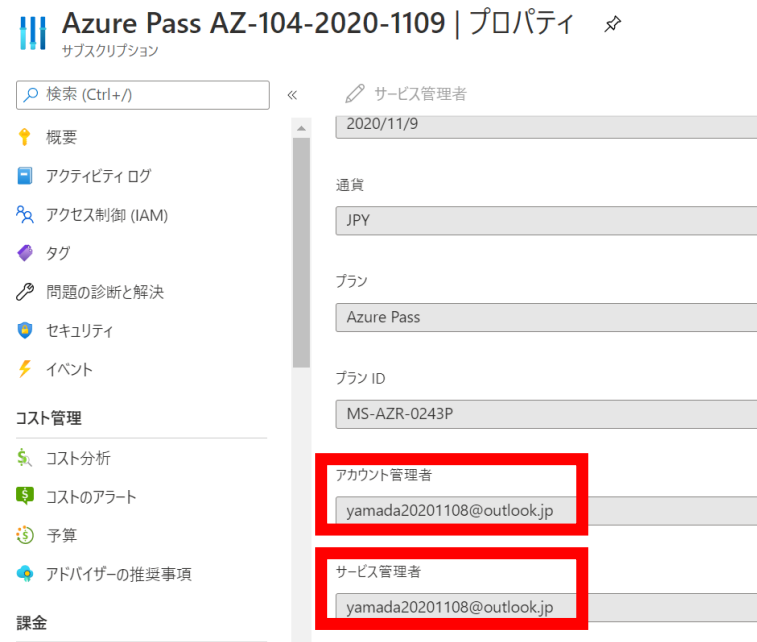 Azure Pass AZ-104-2020-1109 | プロパティ
サブスクリプション
検索 (Ctrl+/)
«
概要
アクティビティ ログ
アクセス制御 (IAM)
タグ
問題の診断と解決
セキュリティ
イベント
コスト管理
コスト分析
コストのアラート
予算
アドバイザーの推奨事項
課金
サービス管理者
2020/11/9
通貨
JPY
プラン
Azure Pass
プラン ID
MS-AZR-0243P
アカウント管理者
yamada20201108@outlook.jp
サービス管理者
yamada20201108@outlook.jp